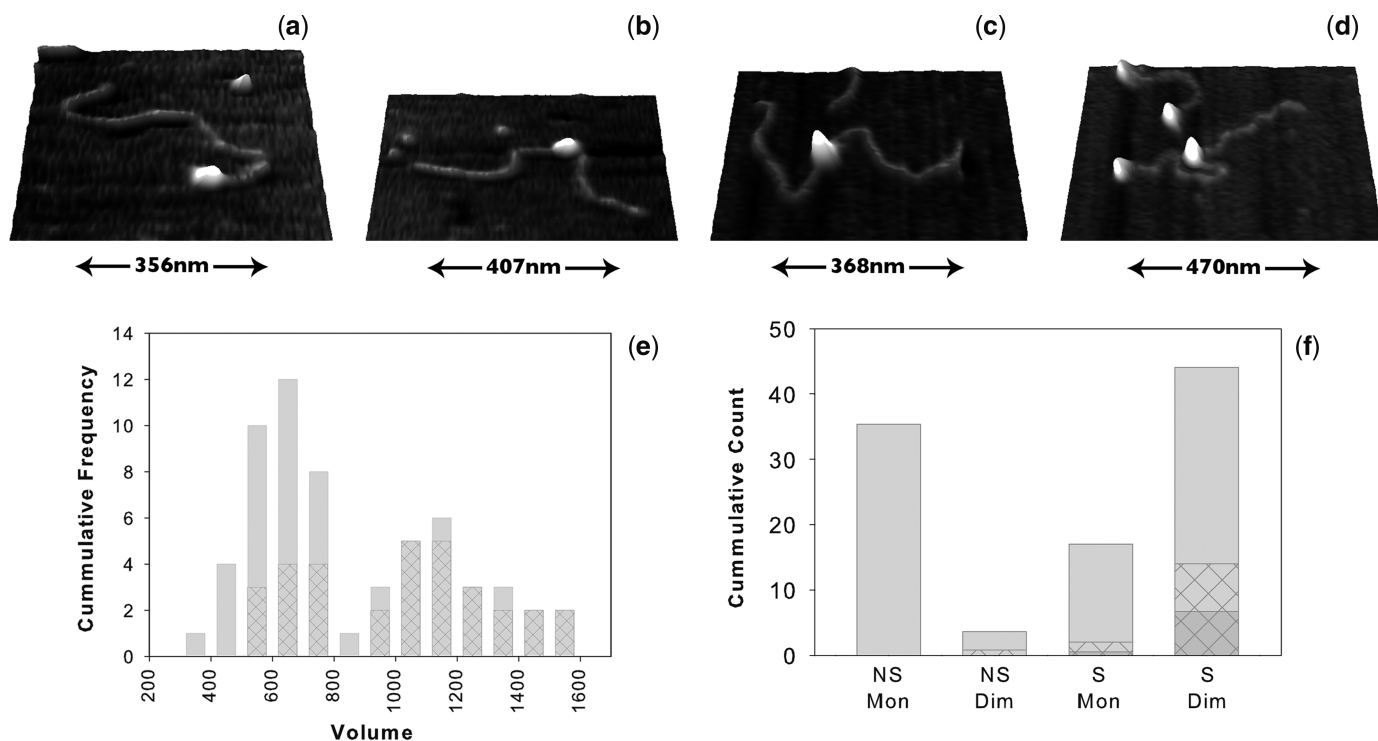 (a)
(b)
(c)
(d)
356nm
407nm
368nm
470nm
(e)
14
12
10
8
6
4
2
0
Cummulative Frequency
200
400
600
800
1000
1200
1400
1600
Volume
(f)
50
40
30
20
10
0
Cummulative Count
NS NS S S
Mon Dim Mon Dim